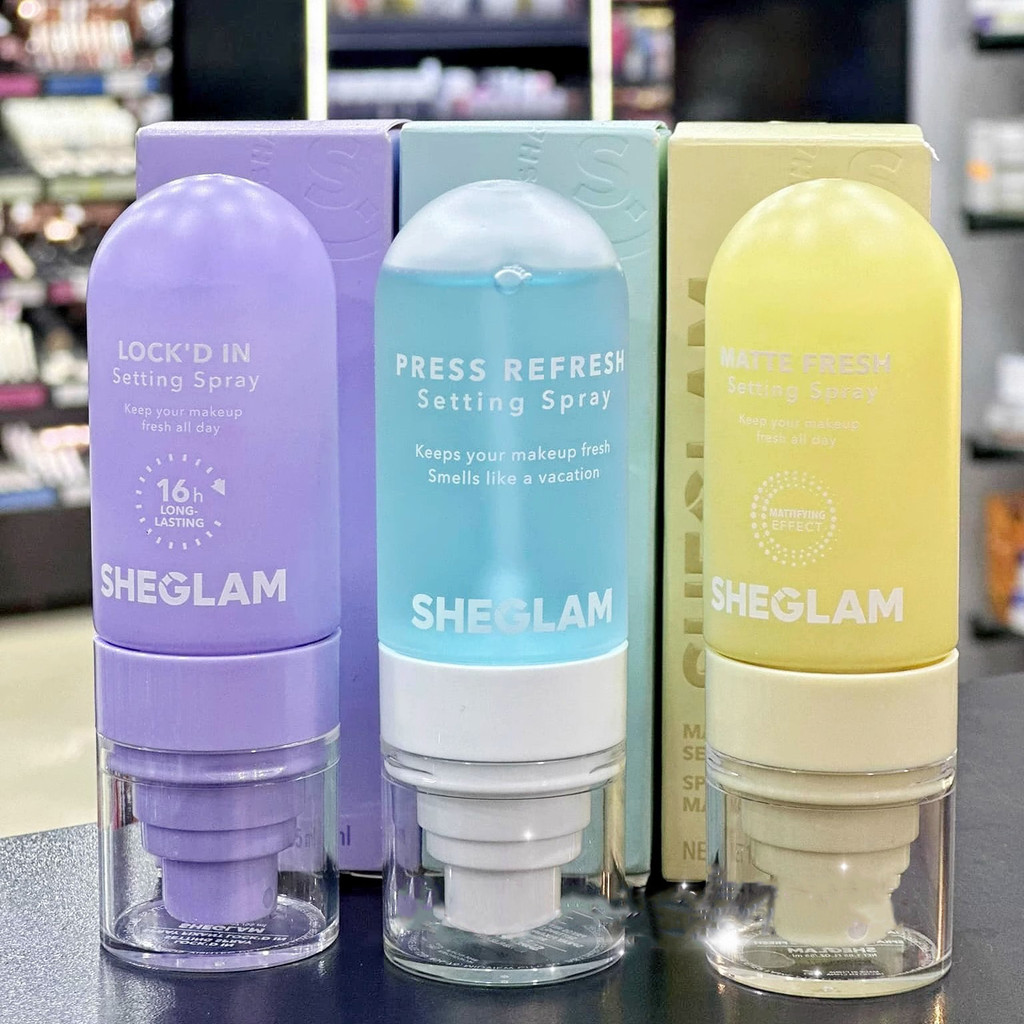 LOCK'D IN
Setting Spray
Keep your makeup
fresh all day
16h
LONG-
LASTING
SHEGLAM
PRESS REFRESH
Setting Spray
Keeps your makeup fresh
Smells like a vacation
SHEGLAM
MATTE FRESH
Setting Spray
Keep your makeup
fresh all day
MATTIFYING
EFFECT
SHEGLAM
SHEGLAM
SHEGLAM